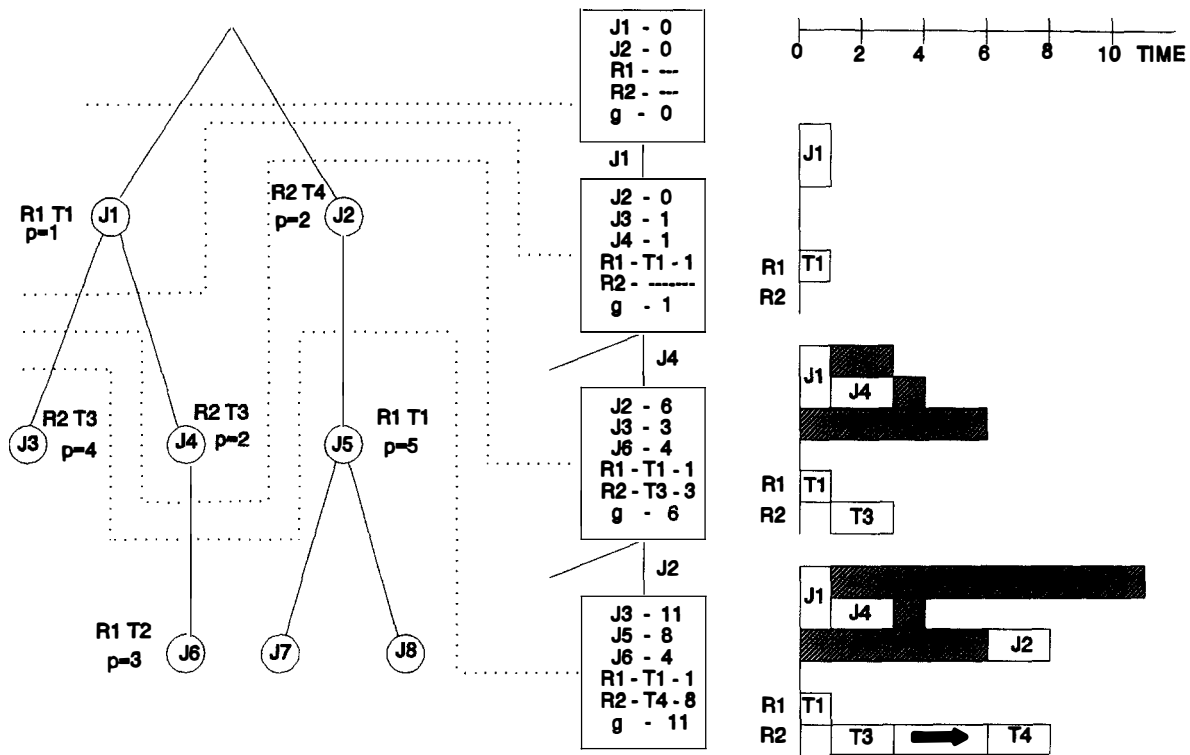 R1 T1
p=1
J1
R2 T4
p=2
J2
J3
R2 T3
p=4
J4
R2 T3
p=2
J5
R1 T1
p=5
R1 T2
p=3
J6
J7
J8
J1 - 0
J2 - 0
R1 - ---
R2 - ---
g - 0
J1
J2 - 0
J3 - 1
J4 - 1
R1 - T1 - 1
R2 - -------
g - 1
J4
J2 - 6
J3 - 3
J6 - 4
R1 - T1 - 1
R2 - T3 - 3
g - 6
J2
J3 - 11
J5 - 8
J6 - 4
R1 - T1 - 1
R2 - T4 - 8
g - 11
0 2 4 6 8 10 TIME
J1
R1 T1
R2
J1
J4
R1 T1
R2 T3
J1
J4
J2
R1 T1
R2 T3 T4